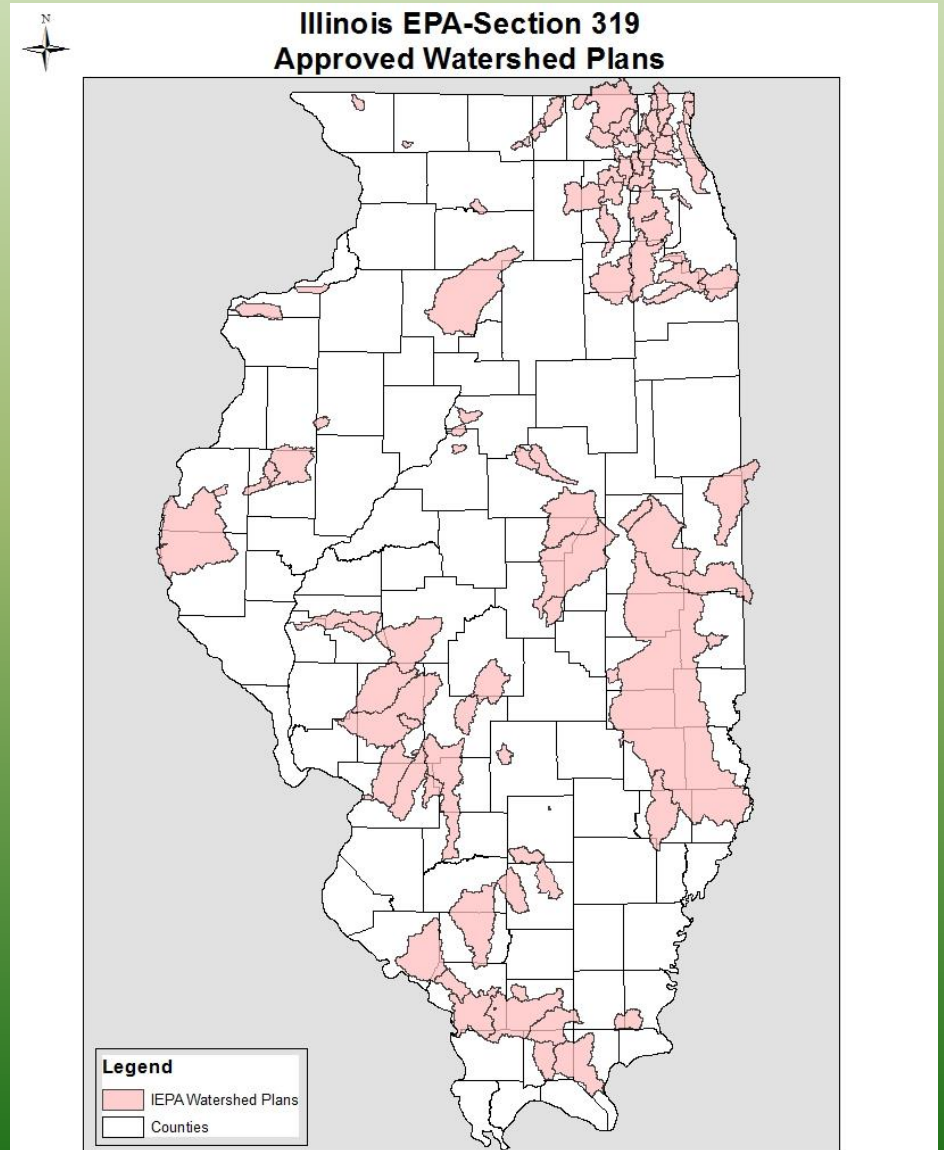 Illinois EPA-Section 319
Approved Watershed Plans
N
Legend
IEPA Watershed Plans
Counties